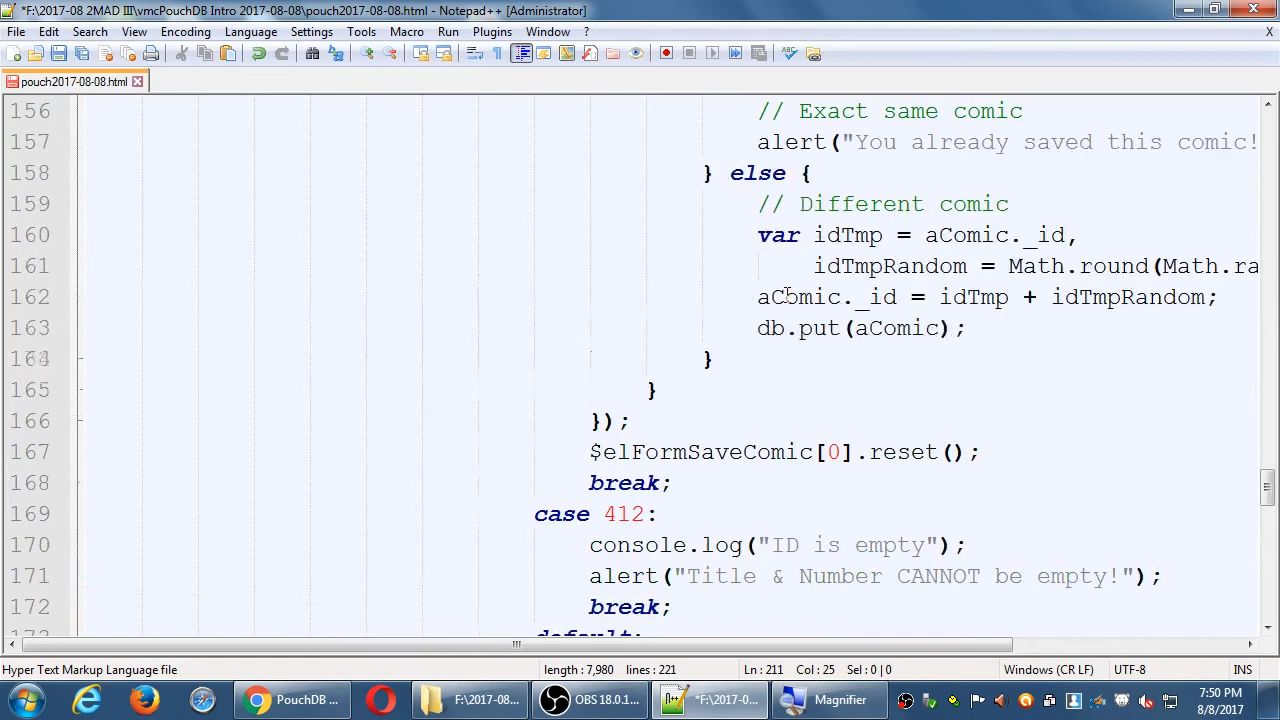 *F:\2017-08 2MAD III\vmcPouchDB Intro 2017-08-08\pouch2017-08-08.html - Notepad++ [Administrator]
File Edit Search View Encoding Language Settings Tools Macro Run Plugins Window ? X
pouch2017-08-08.html
156 // Exact same comic
157 alert("You already saved this comic!
158 } else {
159 // Different comic
160 var idTmp = aComic._id,
161 idTmpRandom = Math.round(Math.ra
162 aComic._id = idTmp + idTmpRandom;
163 db.put(aComic);
164 }
165 }
166 });
167 $elFormSaveComic[0].reset();
168 break;
169 case 412:
170 console.log("ID is empty");
171 alert("Title & Number CANNOT be empty!");
172 break;
173 default:
Hyper Text Markup Language file length : 7,980 lines : 221 Ln : 211 Col : 25 Sel : 0 | 0 Windows (CR LF) UTF-8 INS
PouchDB ... F:\2017-08... OBS 18.0.1... *F:\2017-0... Magnifier 7:50 PM
8/8/2017